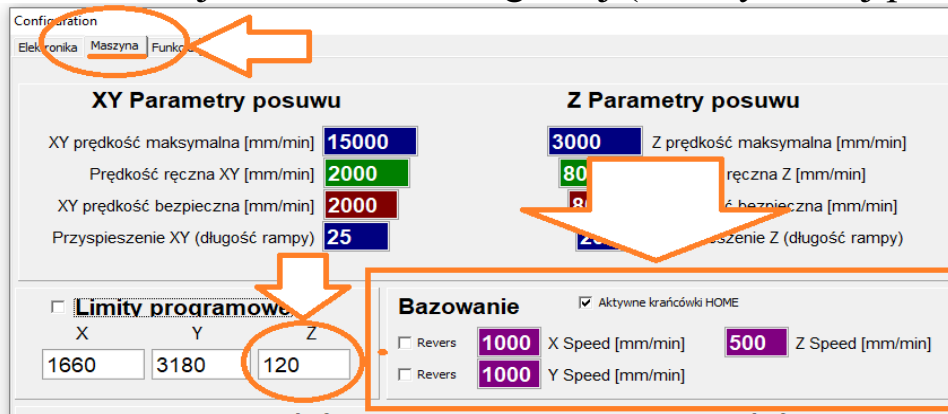 Configuration
Elektronika Maszyna
XY Parametry posuwu Z Parametry posuwu
XY prędkość maksymalna [mm/min] 15000 3000 Z prędkość maksymalna [mm/min]
Prędkość ręczna XY [mm/min] 2000 ręczna Z [mm/min]
XY prędkość bezpieczna [mm/min] 2000 bezpieczna [mm/min]
Przyspieszenie XY (długość rampy) 25 Z (długość rampy)
Limity programowe Bazowanie Aktywne krańcówki HOME
X Y Z
Revers 1000 X Speed [mm/min] 500 Z Speed [mm/min]
1660 3180 120
Revers 1000 Y Speed [mm/min]